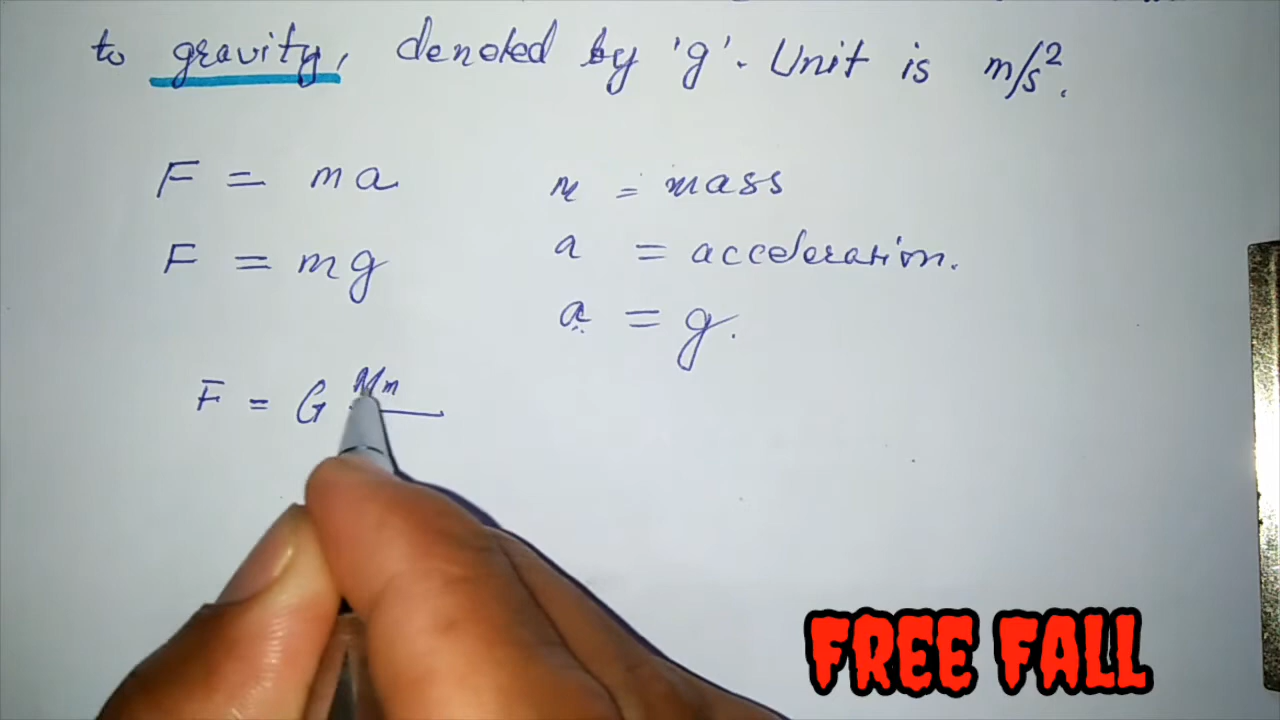 to gravity, denoted by 'g'. Unit is m/s².
F = ma
m = mass
F = mg
a = acceleration.
a = g.
F = G Mm
FREE FALL